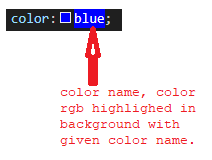 color: blue;
color name, color
rgb highlighed in
background with
given color name.